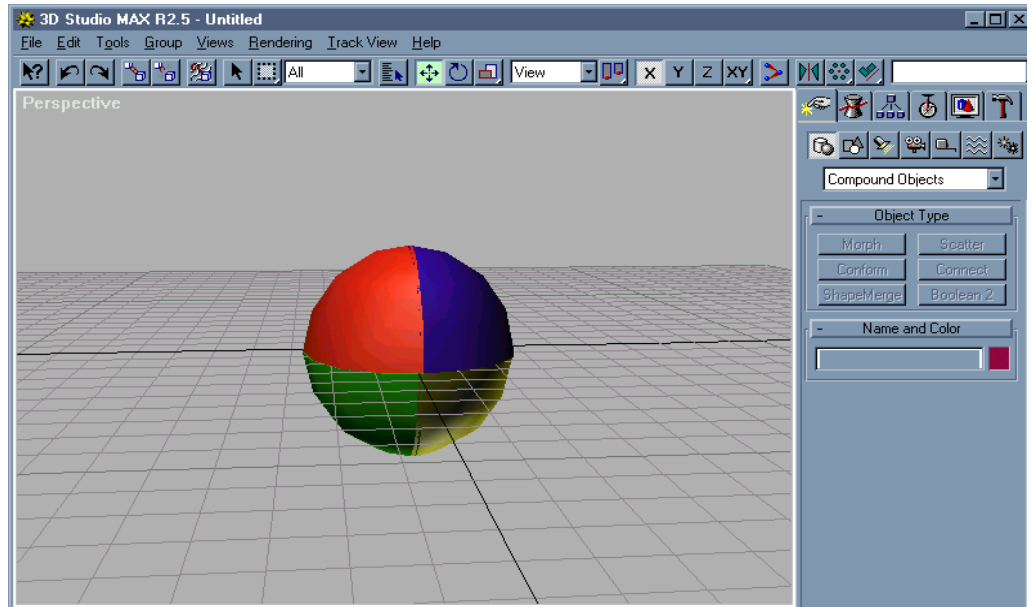 3D Studio MAX R2.5 - Untitled
File Edit Tools Group Views Rendering Track View Help
All View X Y Z XY
Perspective
Compound Objects
- Object Type
Morph Scatter
Conform Connect
ShapeMerge Boolean 2
- Name and Color